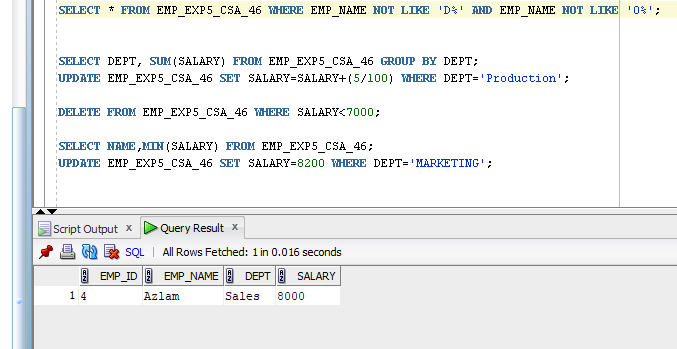 SELECT * FROM EMP_EXP5_CSA_46 WHERE EMP_NAME NOT LIKE 'D%' AND EMP_NAME NOT LIKE 'O%';
SELECT DEPT, SUM(SALARY) FROM EMP_EXP5_CSA_46 GROUP BY DEPT;
UPDATE EMP_EXP5_CSA_46 SET SALARY=SALARY+(5/100) WHERE DEPT='Production';
DELETE FROM EMP_EXP5_CSA_46 WHERE SALARY<7000;
SELECT NAME,MIN(SALARY) FROM EMP_EXP5_CSA_46;
UPDATE EMP_EXP5_CSA_46 SET SALARY=8200 WHERE DEPT='MARKETING';
Script Output x Query Result x
SQL | All Rows Fetched: 1 in 0.016 seconds
EMP_ID EMP_NAME DEPT SALARY
1 4 Azlam Sales 8000